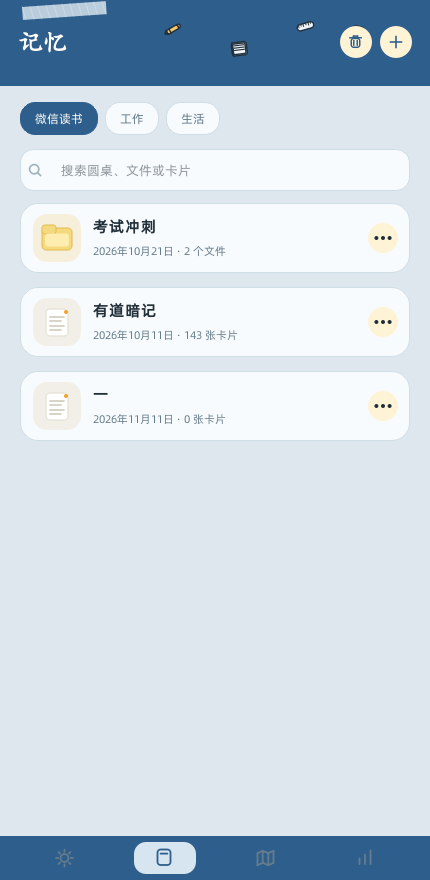 记忆
微信读书
工作
生活
搜索圆桌、文件或卡片
考试冲刺
2026年10月21日 · 2 个文件
有道暗记
2026年10月11日 · 143 张卡片
一
2026年11月11日 · 0 张卡片